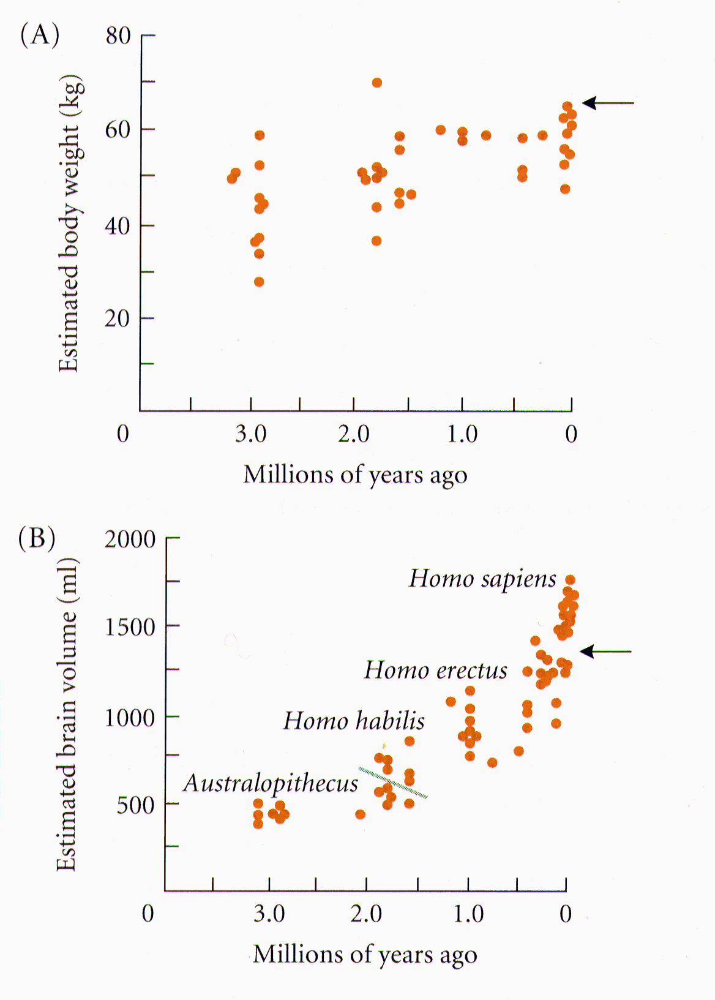 (A)
Estimated body weight (kg)
80
60
40
20
0
3.0 2.0 1.0 0
Millions of years ago
(B)
Estimated brain volume (ml)
2000
1500
1000
500
Homo sapiens
Homo erectus
Homo habilis
Australopithecus
0
3.0 2.0 1.0 0
Millions of years ago